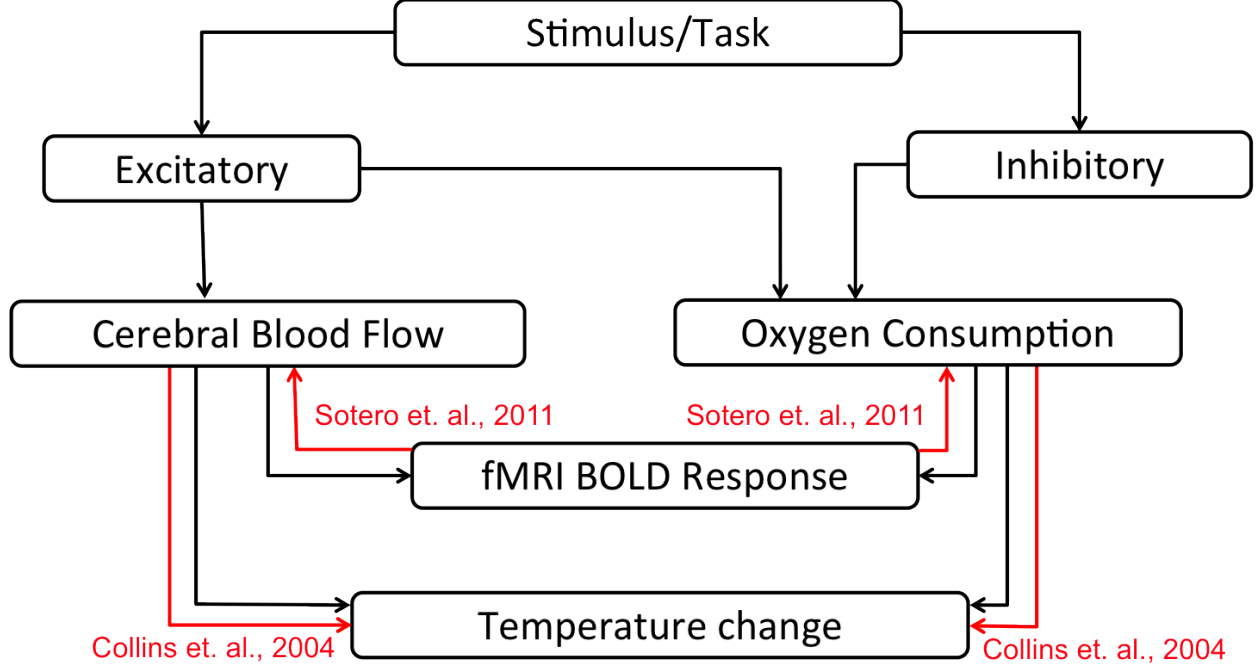 Stimulus/Task
Excitatory
Inhibitory
Cerebral Blood Flow
Oxygen Consumption
Sotero et. al., 2011
Sotero et. al., 2011
fMRI BOLD Response
Temperature change
Collins et. al., 2004
Collins et. al., 2004